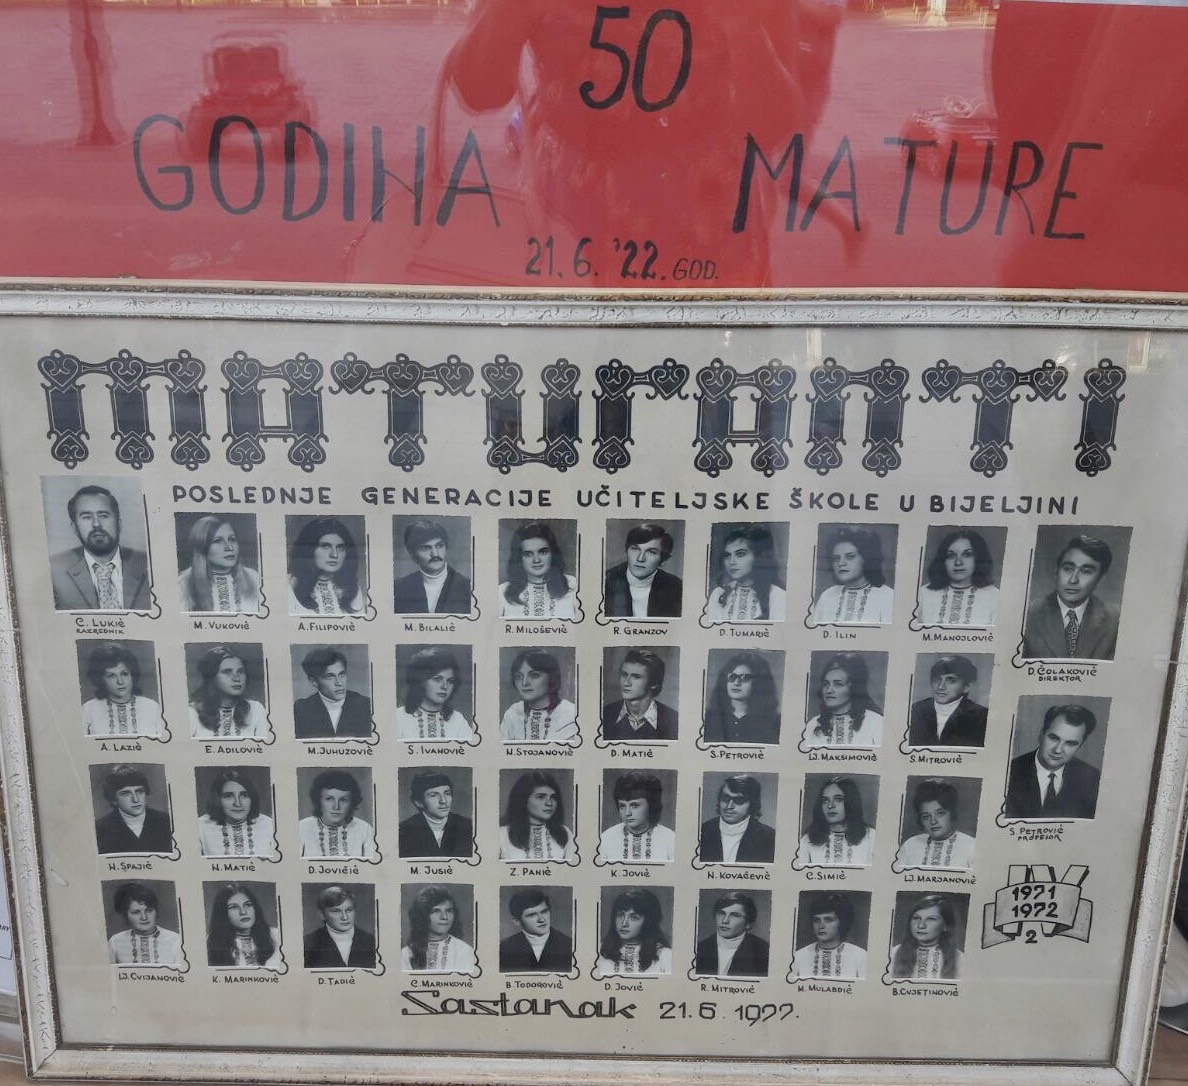 50
GODINA MATURE
21.6.'22.GOD.
MATURANTI
POSLEDNJE GENERACIJE UČITELJSKE ŠKOLE U BIJELJINI
C. LUKIĆ
RAZREDNIK
M. VUKOVIĆ
A. FILIPOVIĆ
M. BILALIĆ
R. MILOŠEVIĆ
R. GRANZOV
D. TUMARIĆ
D. ILIN
M. MANOJLOVIĆ
D. ČOLAKOVIĆ
DIREKTOR
A. LAZIĆ
E. ADILOVIĆ
M. JUHUZOVIĆ
S. IVANOVIĆ
N. STOJANOVIĆ
D. MATIĆ
S. PETROVIĆ
LJ. MAKSIMOVIĆ
S. MITROVIĆ
S. PETROVIĆ
PROFESOR
N. SPAJIĆ
N. MATIĆ
D. JOVIČIĆ
M. JUSIĆ
Z. PANIĆ
K. JOVIĆ
N. KOVAČEVIĆ
C. SIMIĆ
LJ. MARJANOVIĆ
1971
1972
2
LJ. CVIJANOVIĆ
K. MARINKOVIĆ
D. TADIĆ
C. MARINKOVIĆ
B. TODOROVIĆ
D. JOVIĆ
R. MITROVIĆ
M. MULABDIĆ
B. CVJETINOVIĆ
Sastanak 21.6.1977.